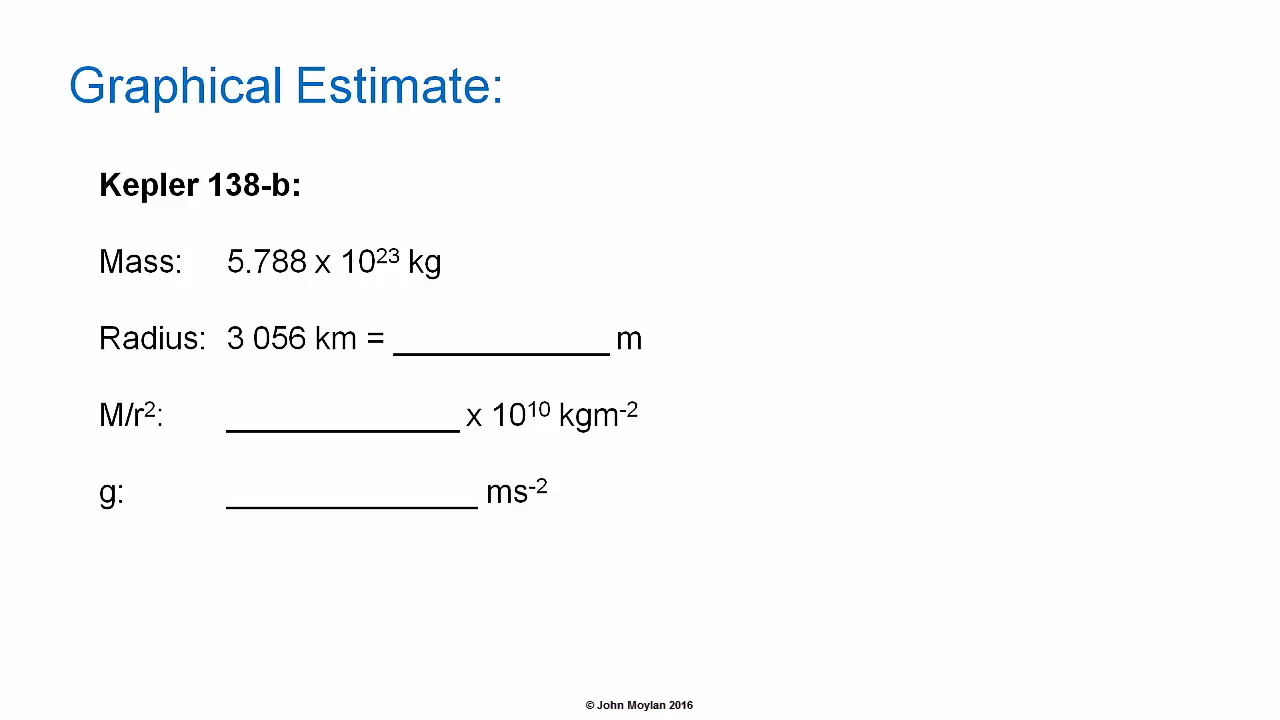 Graphical Estimate:
Kepler 138-b:
Mass: 5.788 x 10²³ kg
Radius: 3 056 km = ____________ m
M/r²: _____________ x 10¹⁰ kgm⁻²
g: ______________ ms⁻²
© John Moylan 2016